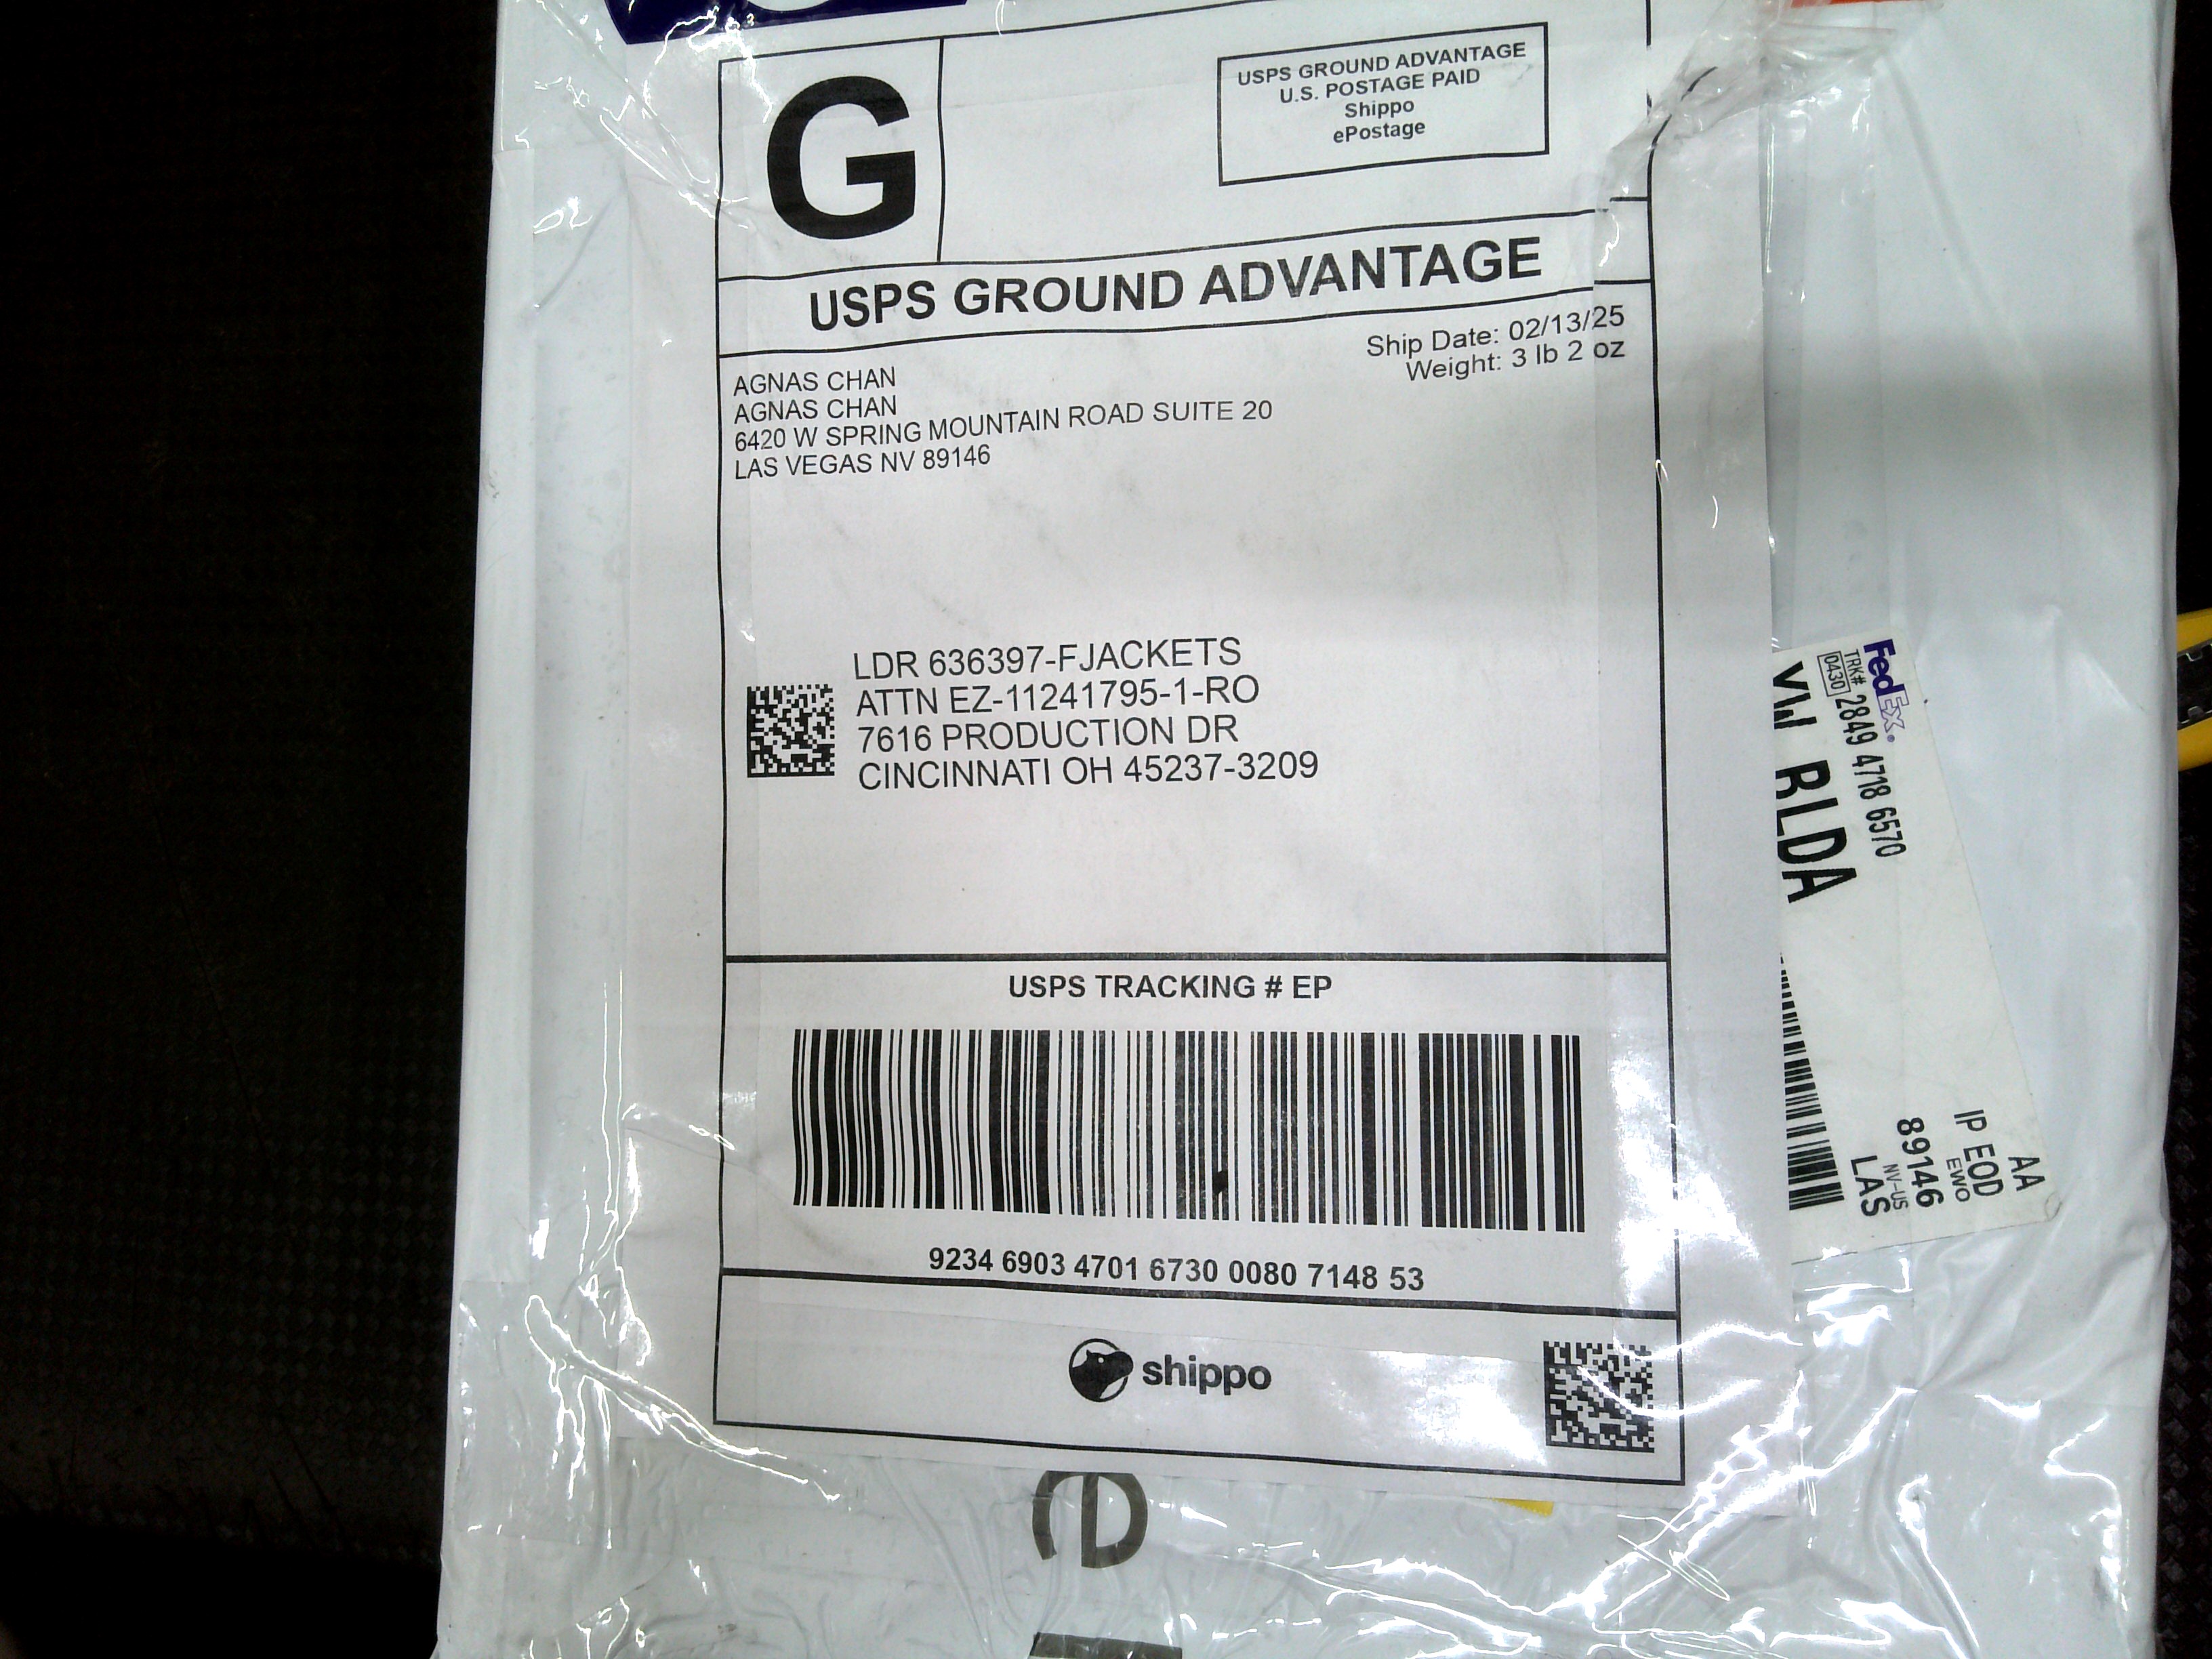 G
USPS GROUND ADVANTAGE
U.S. POSTAGE PAID
Shippo
ePostage
USPS GROUND ADVANTAGE
Ship Date: 02/13/25
Weight: 3 lb 2 oz
AGNAS CHAN
AGNAS CHAN
6420 W SPRING MOUNTAIN ROAD SUITE 20
LAS VEGAS NV 89146
LDR 636397-FJACKETS
ATTN EZ-11241795-1-RO
7616 PRODUCTION DR
CINCINNATI OH 45237-3209
USPS TRACKING # EP
9234 6903 4701 6730 0080 7148 53
shippo
FedEx
TRK# 2849 4718 6570
0430
BLDA
AA
IP EOD
EWO
89146
NV-US
LAS